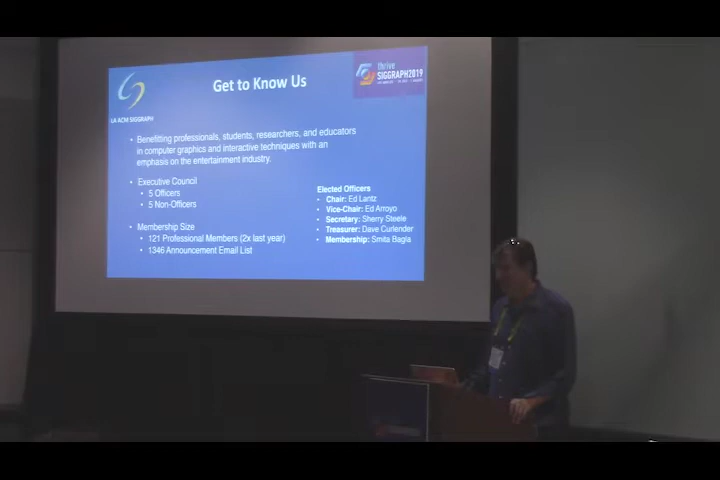 Get to Know Us
thrive
SIGGRAPH2019
LA ACM SIGGRAPH
• Benefitting professionals, students, researchers, and educators
in computer graphics and interactive techniques with an
emphasis on the entertainment industry.
• Executive Council
• 5 Officers
• 5 Non-Officers
• Membership Size
• 121 Professional Members (2x last year)
• 1346 Announcement Email List
Elected Officers
• Chair: Ed Lantz
• Vice-Chair: Ed Arroyo
• Secretary: Sherry Steele
• Treasurer: Dave Curlender
• Membership: Smita Bagla